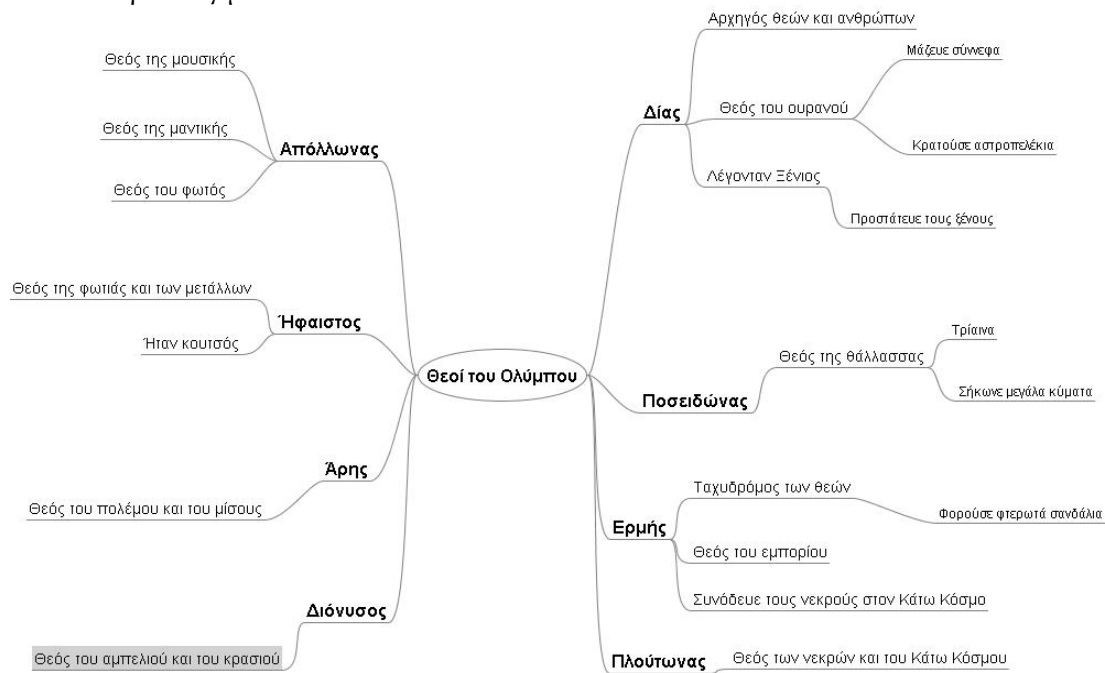 Θεοί του Ολύμπου
Απόλλωνας
Θεός της μουσικής
Θεός της μαντικής
Θεός του φωτός
Ήφαιστος
Θεός της φωτιάς και των μετάλλων
Ήταν κουτσός
Άρης
Θεός του πολέμου και του μίσους
Διόνυσος
Θεός του αμπελιού και του κρασιού
Δίας
Αρχηγός θεών και ανθρώπων
Θεός του ουρανού
Μάζευε σύννεφα
Κρατούσε αστροπελέκια
Λέγονταν Ξένιος
Προστάτευε τους ξένους
Ποσειδώνας
Θεός της θάλλασσας
Τρίαινα
Σήκωνε μεγάλα κύματα
Ερμής
Ταχυδρόμος των θεών
Φορούσε φτερωτά σανδάλια
Θεός του εμπορίου
Συνόδευε τους νεκρούς στον Κάτω Κόσμο
Πλούτωνας
Θεός των νεκρών και του Κάτω Κόσμου